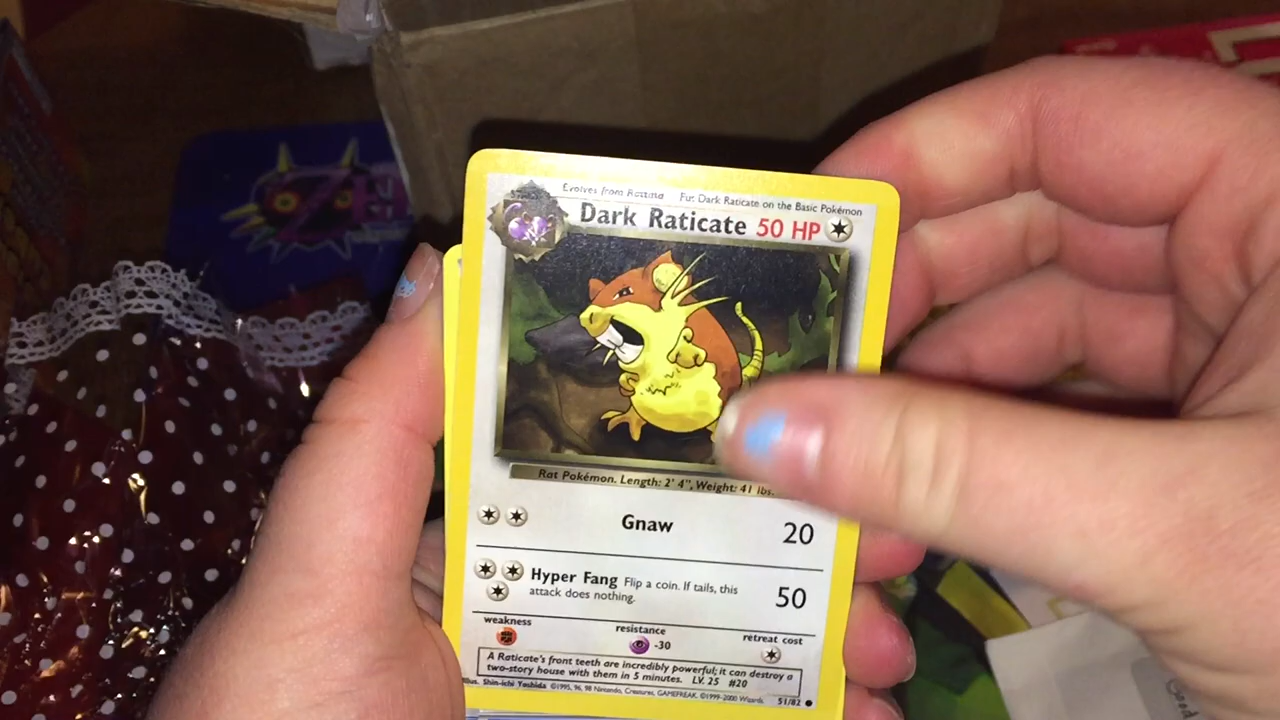 Evolves from Rattata Put Dark Raticate on the Basic Pokémon
Dark Raticate 50 HP
Rat Pokémon. Length: 2' 4", Weight: 41 lbs.
Gnaw 20
Hyper Fang Flip a coin. If tails, this
attack does nothing.
50
weakness resistance retreat cost
-30
A Raticate's front teeth are incredibly powerful; it can destroy a
two-story house with them in 5 minutes. LV. 25 #20
Illus. Shin-ichi Yoshida ©1995, 96, 98 Nintendo, Creatures, GAMEFREAK. ©1999-2000 Wizards. 51/82